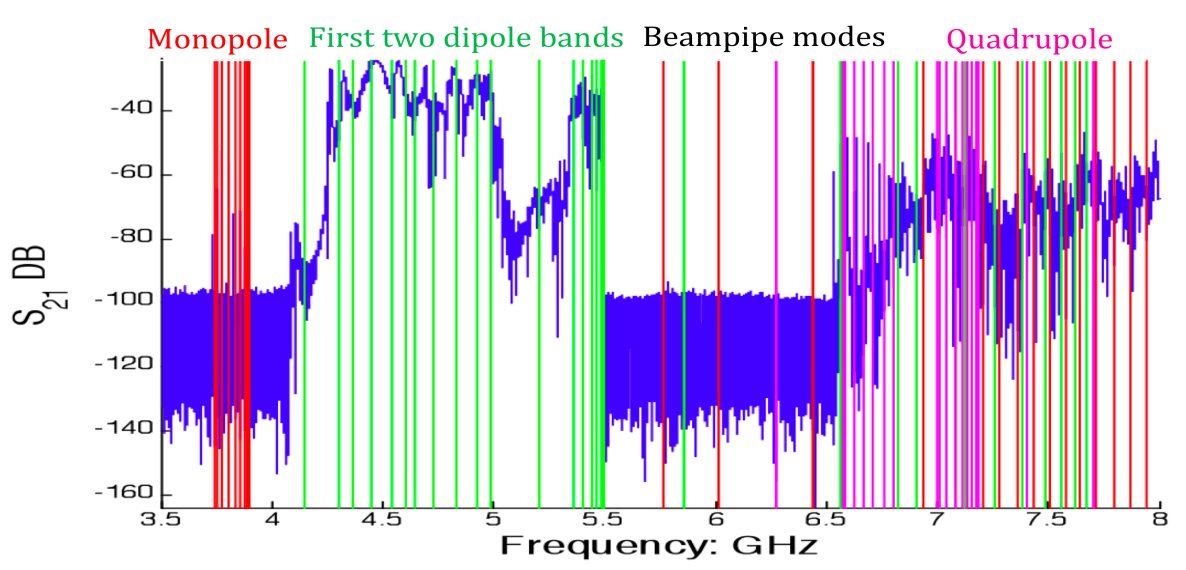 Monopole First two dipole bands Beampipe modes Quadrupole
-40
-60
-80
-100
-120
-140
-160
S21 DB
3.5 4 4.5 5 5.5 6 6.5 7 7.5 8
Frequency: GHz